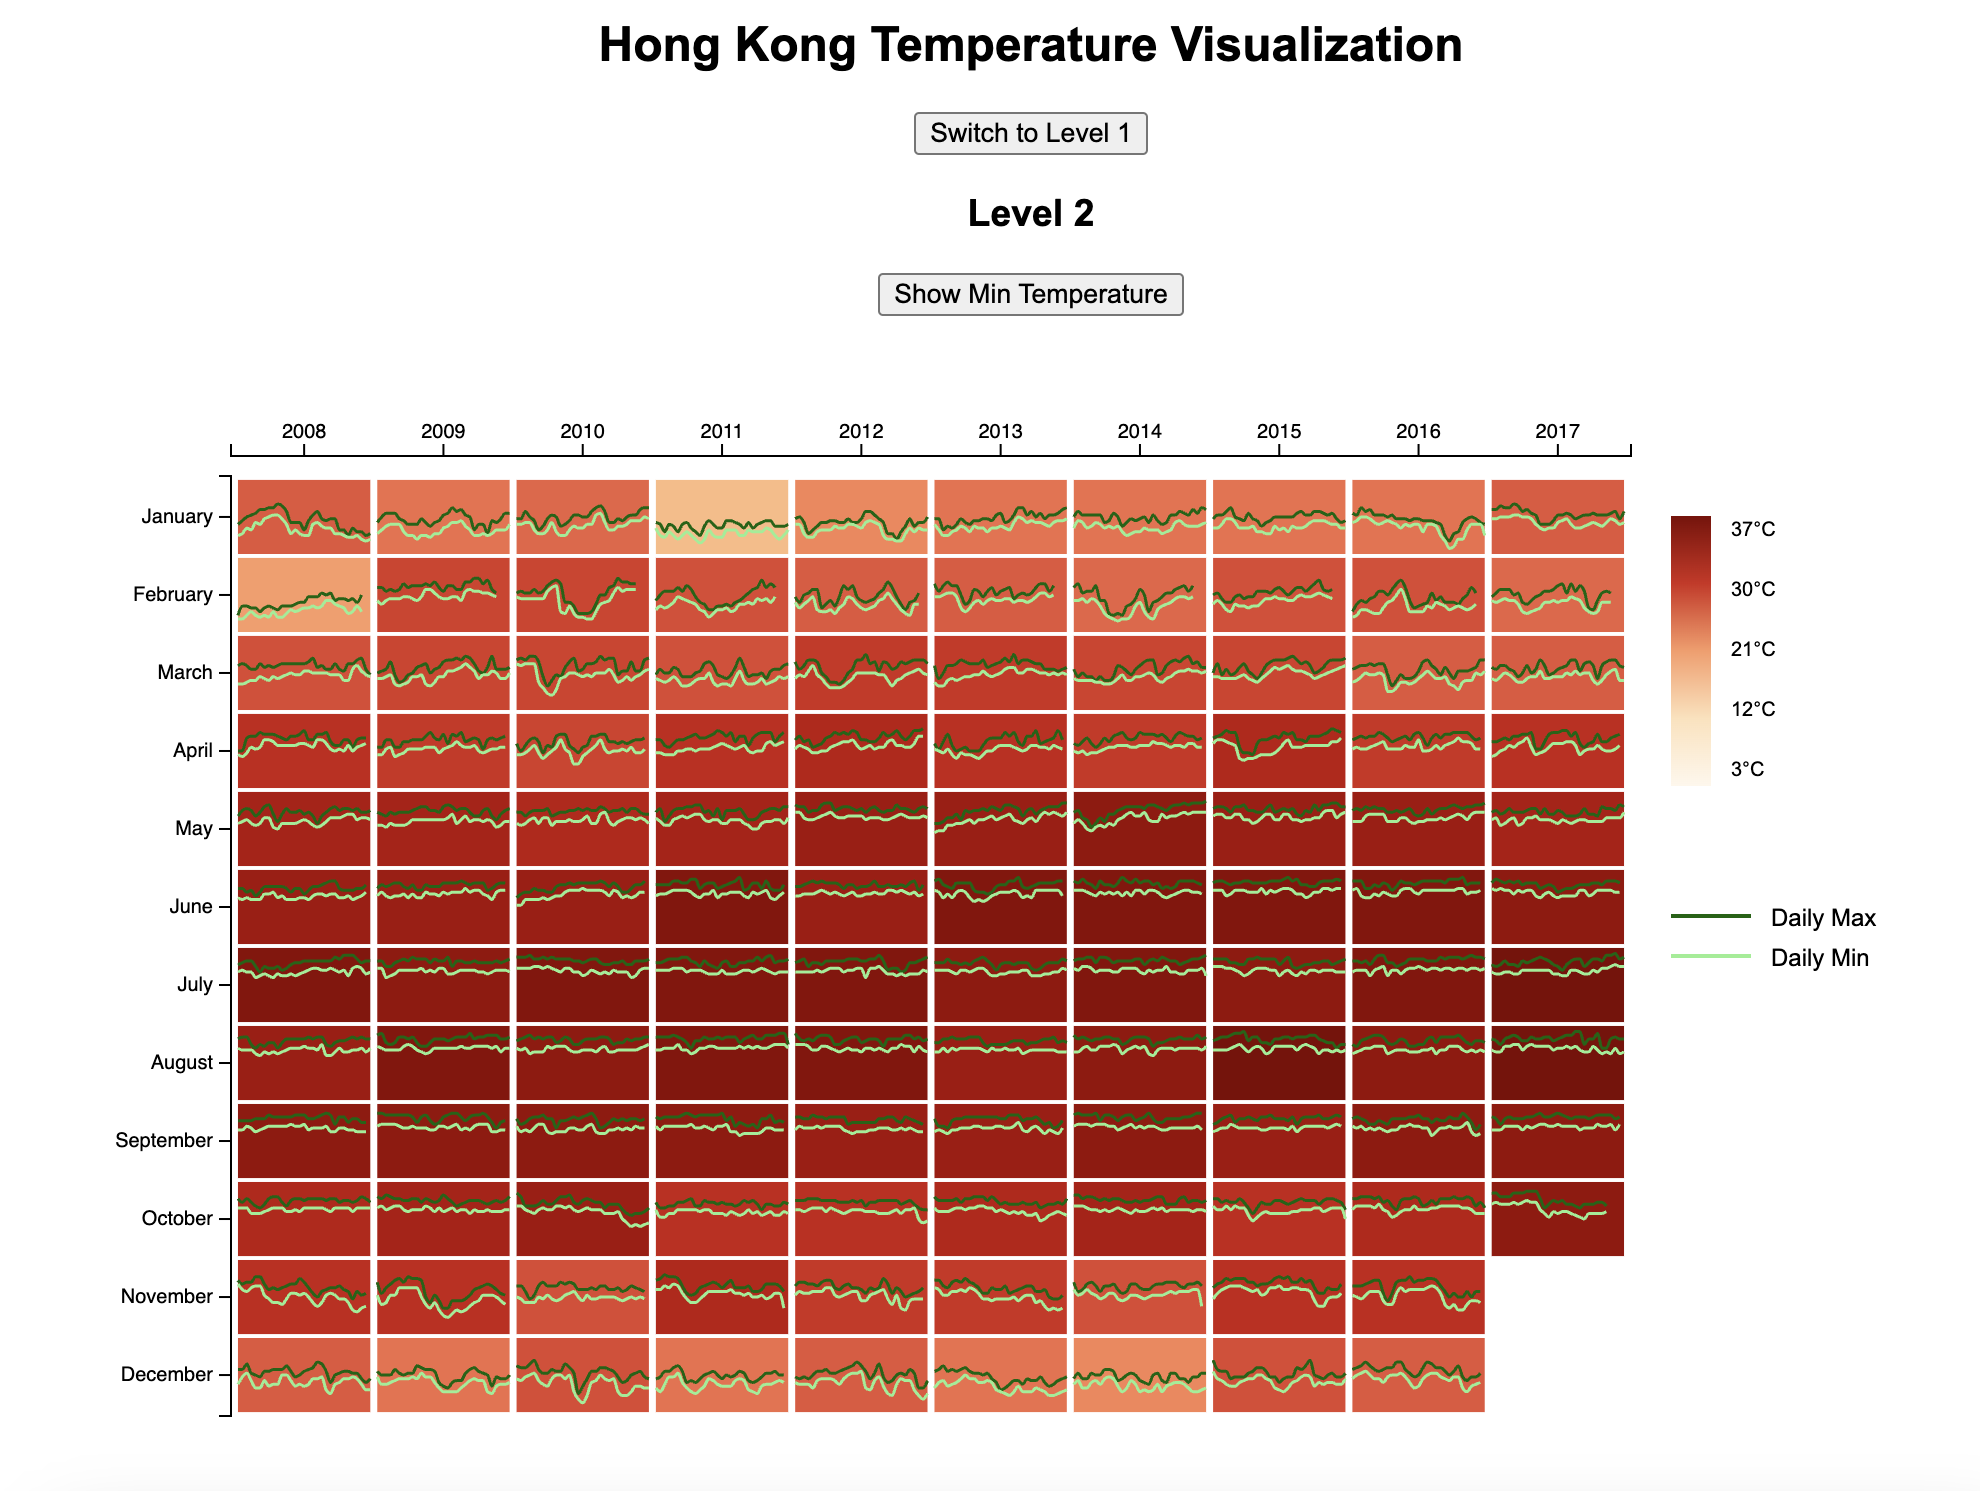 Hong Kong Temperature Visualization
Switch to Level 1
Level 2
Show Min Temperature
2008 2009 2010 2011 2012 2013 2014 2015 2016 2017
January
February
March
April
May
June
July
August
September
October
November
December
37°C
30°C
21°C
12°C
3°C
Daily Max
Daily Min